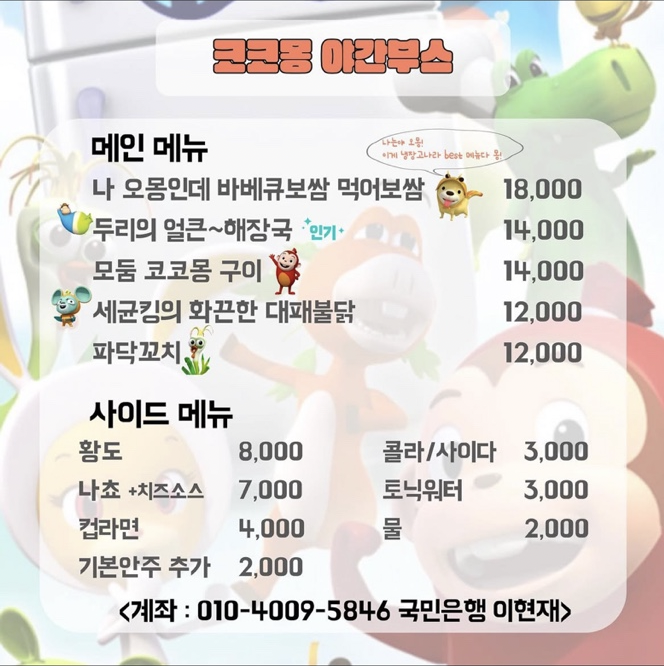 코코몽 야간부스
메인 메뉴
나는야 오몽!
이게 냉장고나라 best 메뉴다 몽!
나 오몽인데 바베큐보쌈 먹어보쌈 18,000
두리의 얼큰~해장국 인기 14,000
모둠 코코몽 구이 14,000
세균킹의 화끈한 대패불닭 12,000
파닭꼬치 12,000
사이드 메뉴
황도 8,000 콜라/사이다 3,000
나쵸 +치즈소스 7,000 토닉워터 3,000
컵라면 4,000 물 2,000
기본안주 추가 2,000
<계좌 : 010-4009-5846 국민은행 이현재>